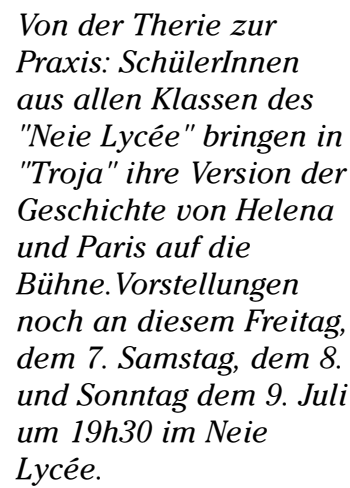 Von der Therie zur
Praxis: SchülerInnen
aus allen Klassen des
"Neie Lycée" bringen in
"Troja" ihre Version der
Geschichte von Helena
und Paris auf die
Bühne.Vorstellungen
noch an diesem Freitag,
dem 7. Samstag, dem 8.
und Sonntag dem 9. Juli
um 19h30 im Neie
Lycée.